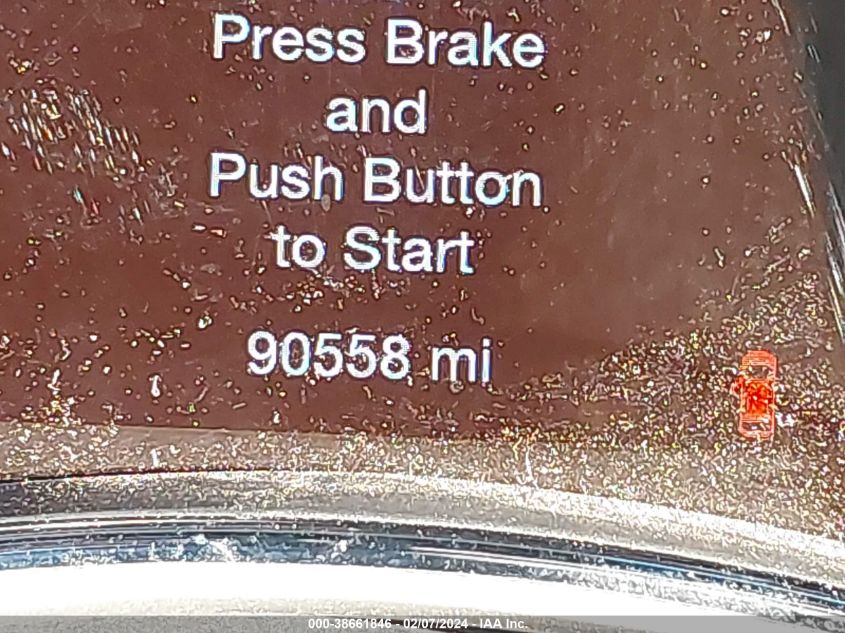 Press Brake
and
Push Button
to Start
90558 mi
000-38661846 - 02/07/2024 - IAA Inc.